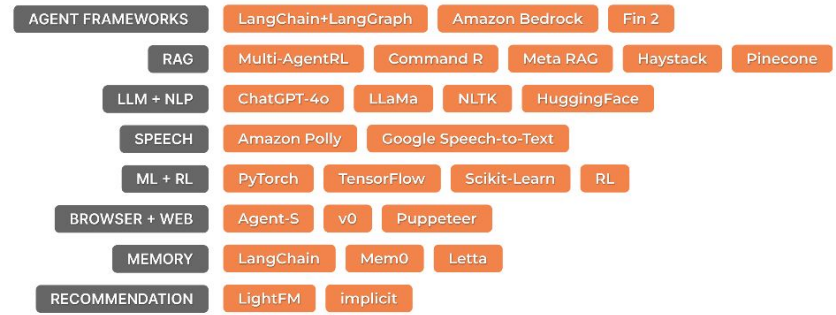 AGENT FRAMEWORKS LangChain+LangGraph Amazon Bedrock Fin 2
RAG Multi-AgentRL Command R Meta RAG Haystack Pinecone
LLM + NLP ChatGPT-4o LLaMa NLTK HuggingFace
SPEECH Amazon Polly Google Speech-to-Text
ML + RL PyTorch TensorFlow Scikit-Learn RL
BROWSER + WEB Agent-S v0 Puppeteer
MEMORY LangChain Mem0 Letta
RECOMMENDATION LightFM implicit